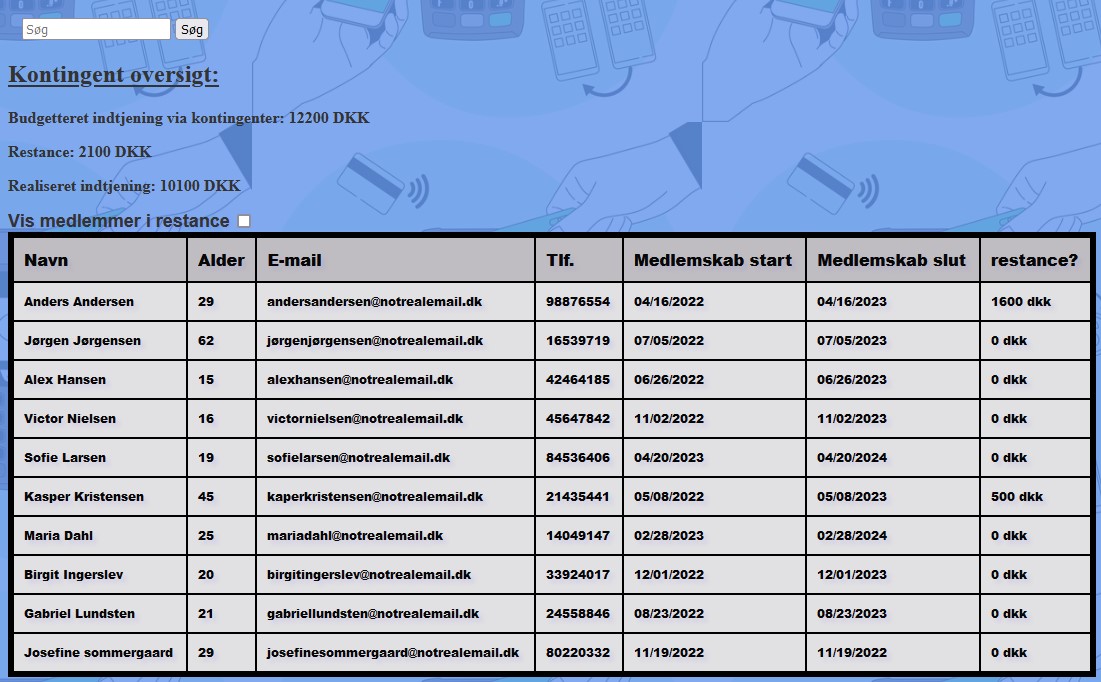 Søg Søg
Kontingent oversigt:
Budgetteret indtjening via kontingenter: 12200 DKK
Restance: 2100 DKK
Realiseret indtjening: 10100 DKK
Vis medlemmer i restance
Navn Alder E-mail Tlf. Medlemskab start Medlemskab slut restance?
Anders Andersen 29 andersandersen@notrealemail.dk 98876554 04/16/2022 04/16/2023 1600 dkk
Jørgen Jørgensen 62 jørgenjørgensen@notrealemail.dk 16539719 07/05/2022 07/05/2023 0 dkk
Alex Hansen 15 alexhansen@notrealemail.dk 42464185 06/26/2022 06/26/2023 0 dkk
Victor Nielsen 16 victornielsen@notrealemail.dk 45647842 11/02/2022 11/02/2023 0 dkk
Sofie Larsen 19 sofielarsen@notrealemail.dk 84536406 04/20/2023 04/20/2024 0 dkk
Kasper Kristensen 45 kaperkristensen@notrealemail.dk 21435441 05/08/2022 05/08/2023 500 dkk
Maria Dahl 25 mariadahl@notrealemail.dk 14049147 02/28/2023 02/28/2024 0 dkk
Birgit Ingerslev 20 birgitingerslev@notrealemail.dk 33924017 12/01/2022 12/01/2023 0 dkk
Gabriel Lundsten 21 gabriellundsten@notrealemail.dk 24558846 08/23/2022 08/23/2023 0 dkk
Josefine sommergaard 29 josefinesommergaard@notrealemail.dk 80220332 11/19/2022 11/19/2022 0 dkk